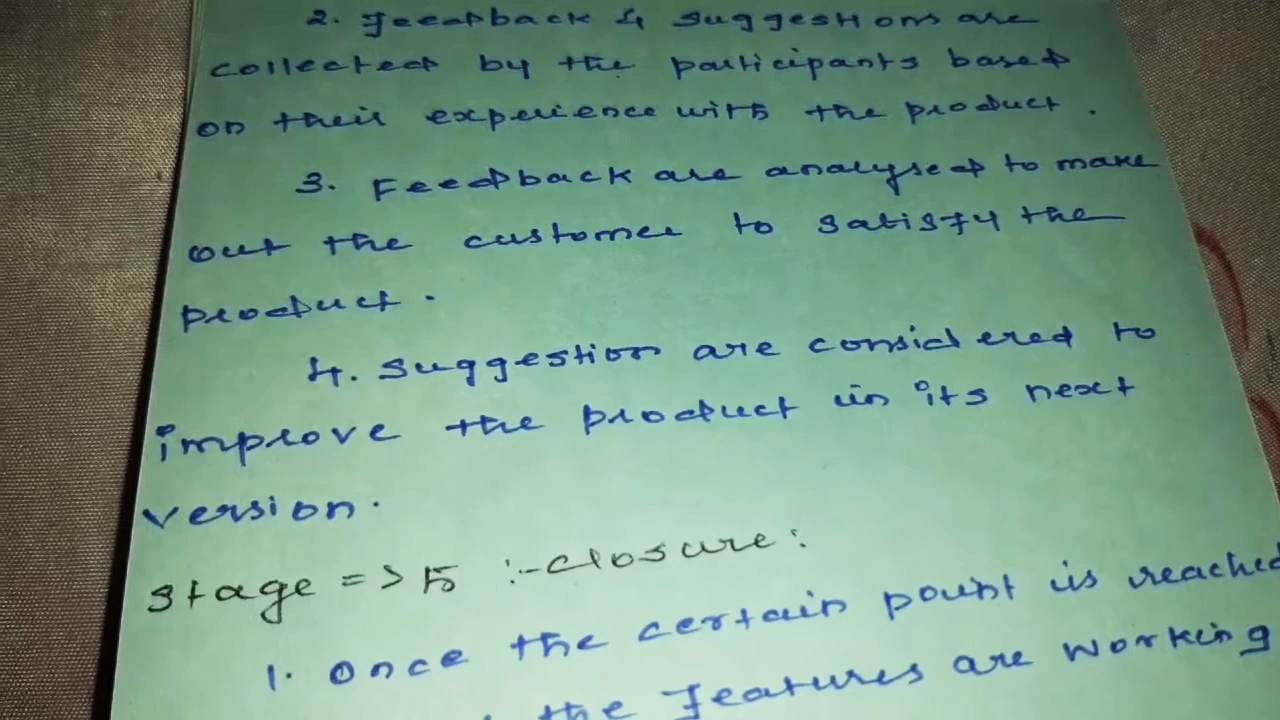 2. Feedback & suggestions are
collected by the participants based
on their experience with the product.
3. Feedback are analysed to make
out the customer to satisfy the
product.
4. suggestion are considered to
improve the product in its next
version.
stage => 5 :- closure:
1. Once the certain point is reached
the features are working